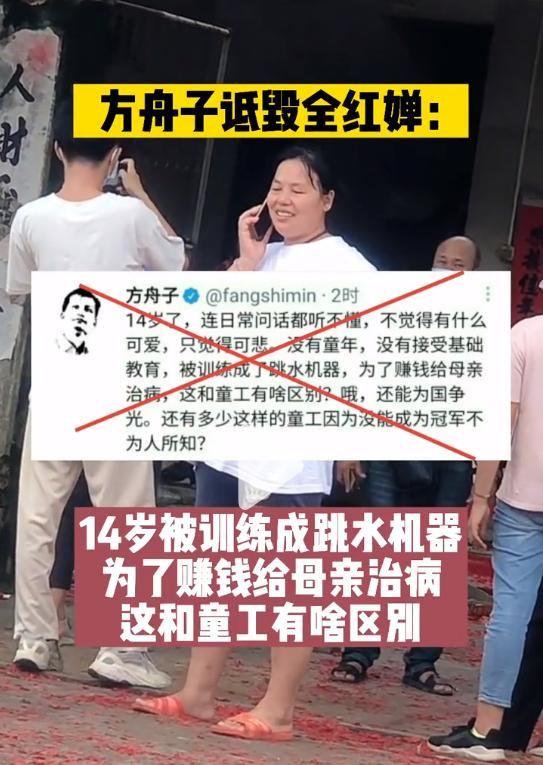 方舟子诋毁全红婵：
人
财
方舟子 @fangshimin · 2时
14岁了，连日常问话都听不懂，不觉得有什么
可爱，只觉得可悲。没有童年，没有接受基础
教育，被训练成了跳水机器，为了赚钱给母亲
治病，这和童工有啥区别？哦，还能为国争
光。还有多少这样的童工因为没能成为冠军不
为人所知？
14岁被训练成跳水机器
为了赚钱给母亲治病
这和童工有啥区别